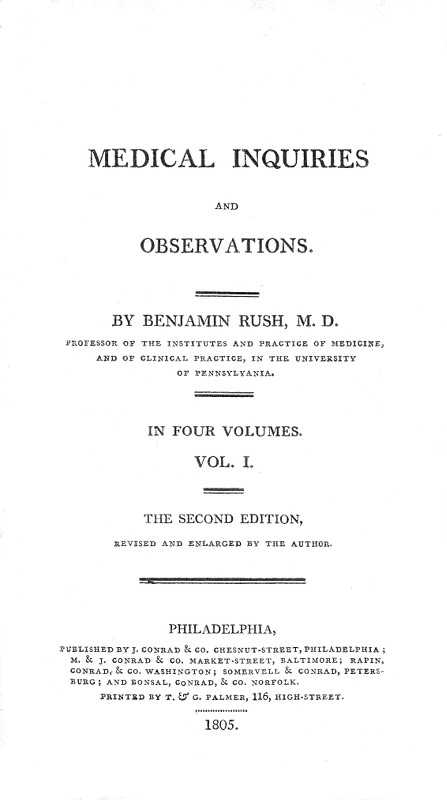 MEDICAL INQUIRIES
AND
OBSERVATIONS.
BY BENJAMIN RUSH, M. D.
PROFESSOR OF THE INSTITUTES AND PRACTICE OF MEDICINE,
AND OF CLINICAL PRACTICE, IN THE UNIVERSITY
OF PENNSYLVANIA.
IN FOUR VOLUMES.
VOL. I.
THE SECOND EDITION,
REVISED AND ENLARGED BY THE AUTHOR.
PHILADELPHIA,
PUBLISHED BY J. CONRAD & CO. CHESNUT-STREET, PHILADELPHIA;
M. & J. CONRAD & CO. MARKET-STREET, BALTIMORE; RAPIN,
CONRAD, & CO. WASHINGTON; SOMERVELL & CONRAD, PETERS-
BURG; AND BONSAL, CONRAD, & CO. NORFOLK.
PRINTED BY T. & G. PALMER, 116, HIGH-STREET.
1805.